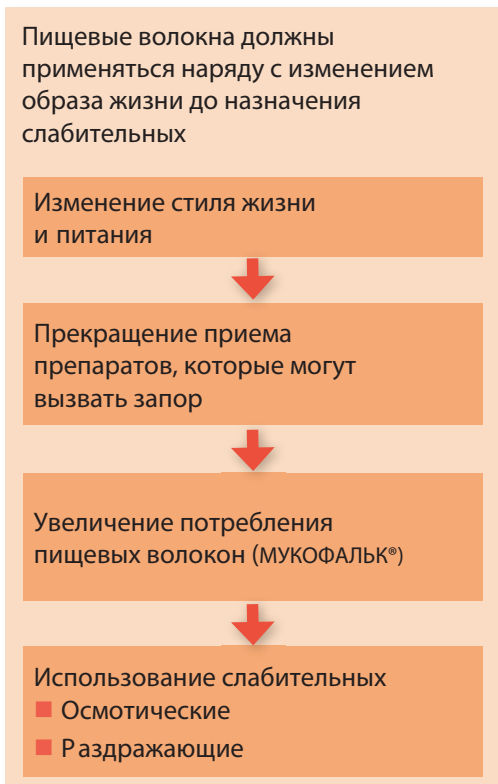 Пищевые волокна должны
применяться наряду с изменением
образа жизни до назначения
слабительных
Изменение стиля жизни
и питания
Прекращение приема
препаратов, которые могут
вызвать запор
Увеличение потребления
пищевых волокон (МУКОФАЛЬК®)
Использование слабительных
Осмотические
Раздражающие